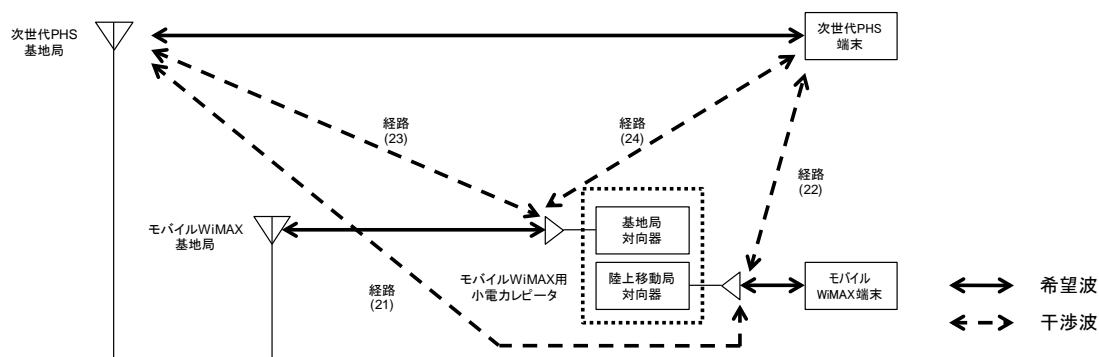 次世代PHS
基地局
次世代PHS
端末
経路
(23)
経路
(24)
経路
(22)
モバイルWiMAX
基地局
基地局
対向器
モバイルWiMAX用
小電力レピータ
陸上移動局
対向器
モバイル
WiMAX端末
経路
(21)
希望波
干渉波